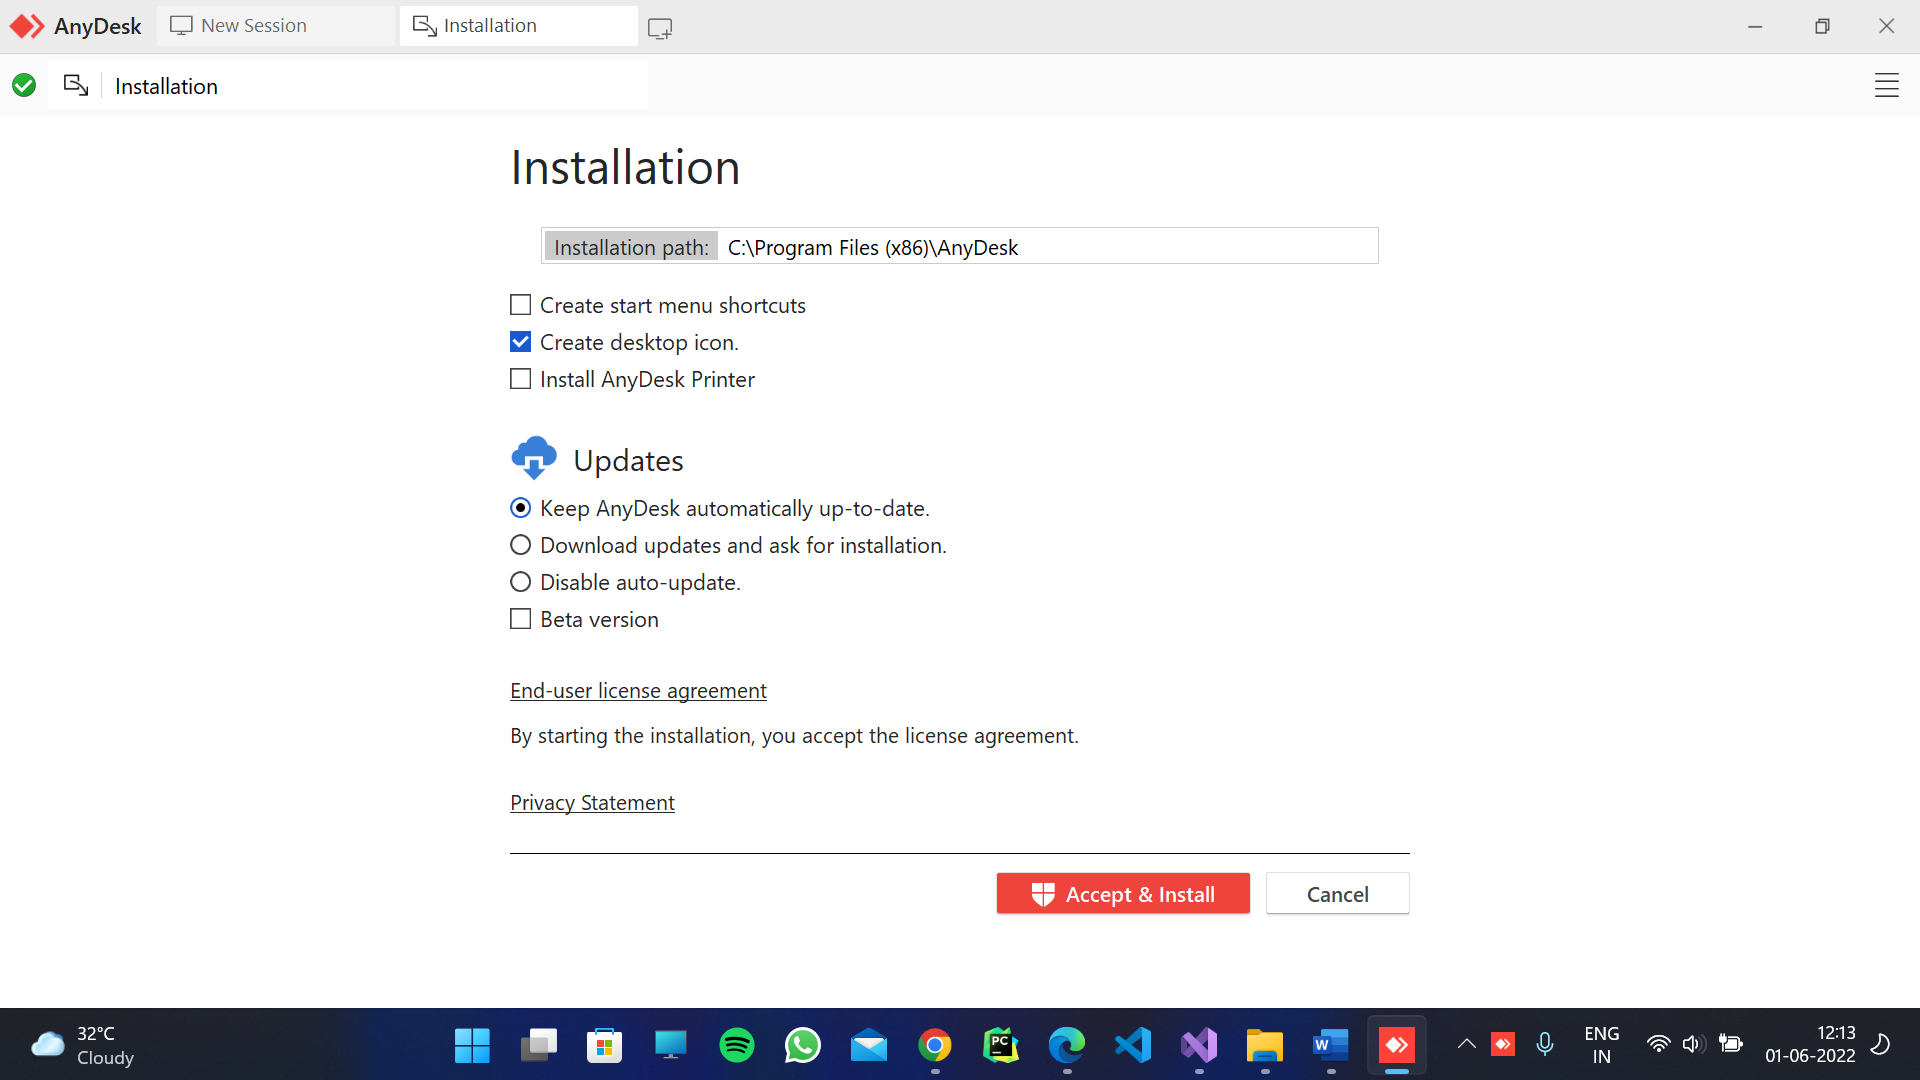 AnyDesk
New Session
Installation
Installation
Installation
Installation path: C:\Program Files (x86)\AnyDesk
Create start menu shortcuts
Create desktop icon.
Install AnyDesk Printer
Updates
Keep AnyDesk automatically up-to-date.
Download updates and ask for installation.
Disable auto-update.
Beta version
End-user license agreement
By starting the installation, you accept the license agreement.
Privacy Statement
Accept & Install
Cancel
32°C
Cloudy
PC
W
ENG
IN
12:13
01-06-2022